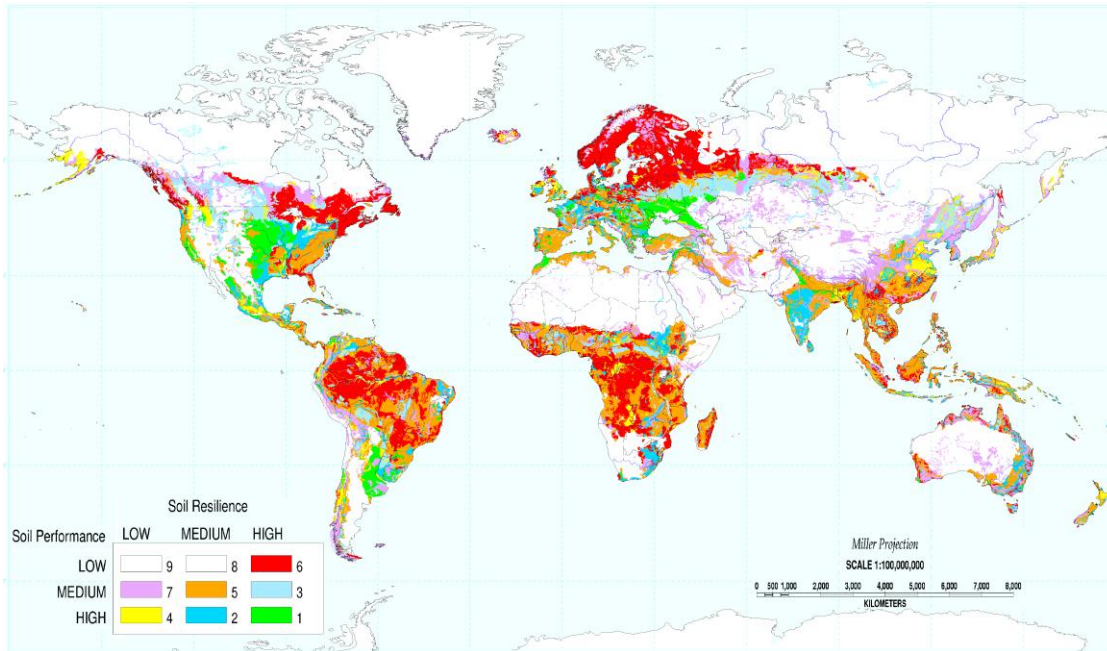 Soil Resilience
Soil Performance LOW MEDIUM HIGH
LOW 9 8 6
MEDIUM 7 5 3
HIGH 4 2 1
Miller Projection
SCALE 1:100,000,000
0 500 1,000 2,000 3,000 4,000 5,000 6,000 7,000 8,000
KILOMETERS